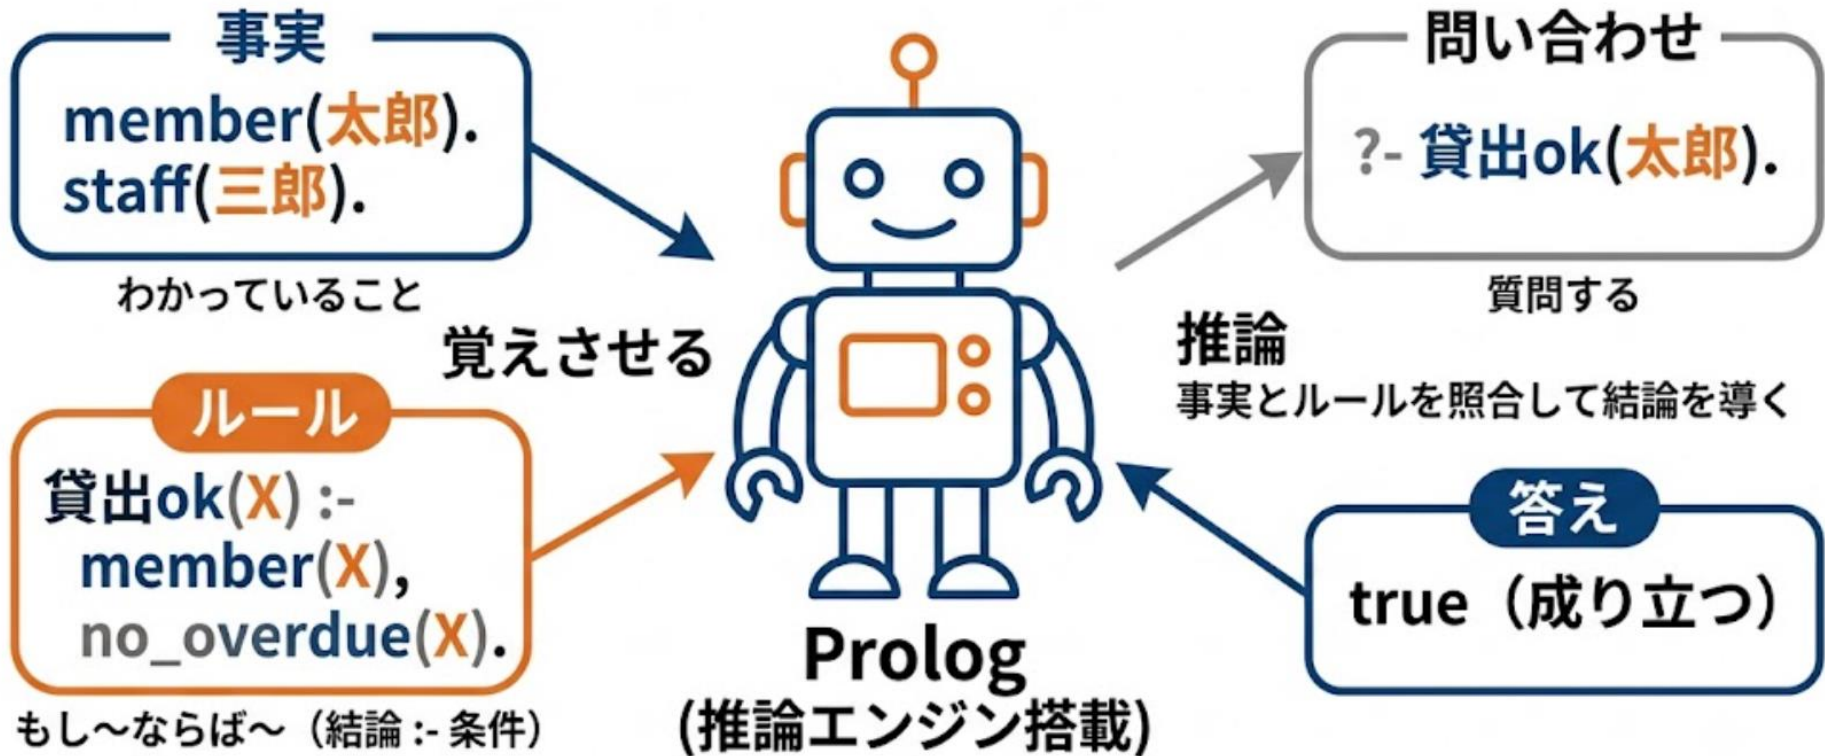 事実
member(太郎).
staff(三郎).
わかっていること
覚えさせる
ルール
貸出ok(X) :-
member(X),
no_overdue(X).
もし〜ならば〜（結論 :- 条件）
Prolog
(推論エンジン搭載)
問い合わせ
?- 貸出ok(太郎).
質問する
推論
事実とルールを照合して結論を導く
答え
true（成り立つ）